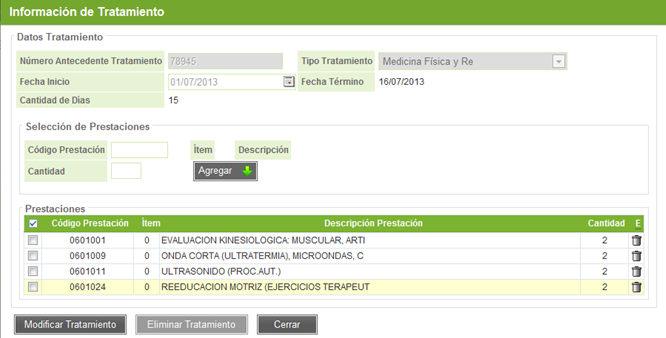 Información de Tratamiento
Datos Tratamiento
Número Antecedente Tratamiento 78945 Tipo Tratamiento Medicina Física y Re
Fecha Inicio 01/07/2013 Fecha Término 16/07/2013
Cantidad de Días 15
Selección de Prestaciones
Código Prestación Ítem Descripción
Cantidad Agregar
Prestaciones
Código Prestación Ítem Descripción Prestación Cantidad E
0601001 0 EVALUACION KINESIOLOGICA: MUSCULAR, ARTI 2
0601009 0 ONDA CORTA (ULTRATERMIA), MICROONDAS, C 2
0601011 0 ULTRASONIDO (PROC.AUT.) 2
0601024 0 REEDUCACION MOTRIZ (EJERCICIOS TERAPEUT 2
Modificar Tratamiento Eliminar Tratamiento Cerrar